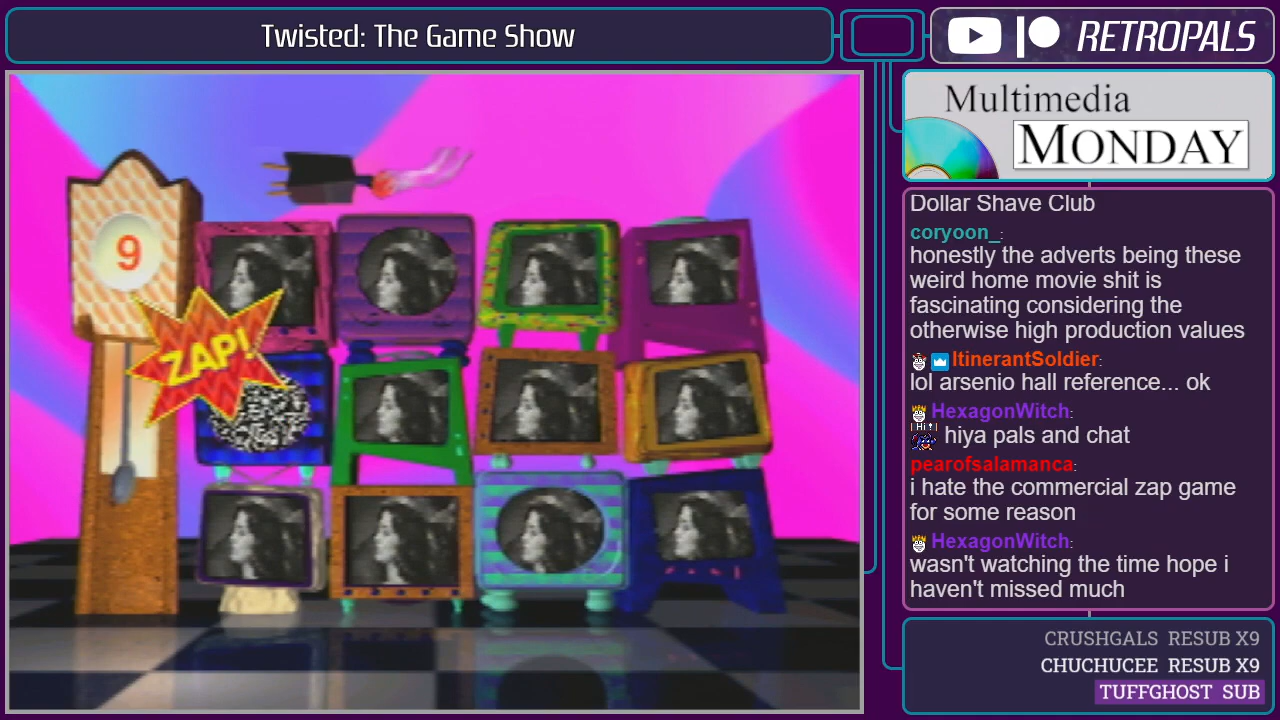 Twisted: The Game Show
RETROPALS
Multimedia
MONDAY
9
ZAP!
Dollar Shave Club
coryoon_:
honestly the adverts being these
weird home movie shit is
fascinating considering the
otherwise high production values
ItinerantSoldier:
lol arsenio hall reference... ok
HexagonWitch:
Hi! hiya pals and chat
pearofsalamanca:
i hate the commercial zap game
for some reason
HexagonWitch:
wasn't watching the time hope i
haven't missed much
CRUSHGALS RESUB X9
CHUCHUCEE RESUB X9
TUFFGHOST SUB